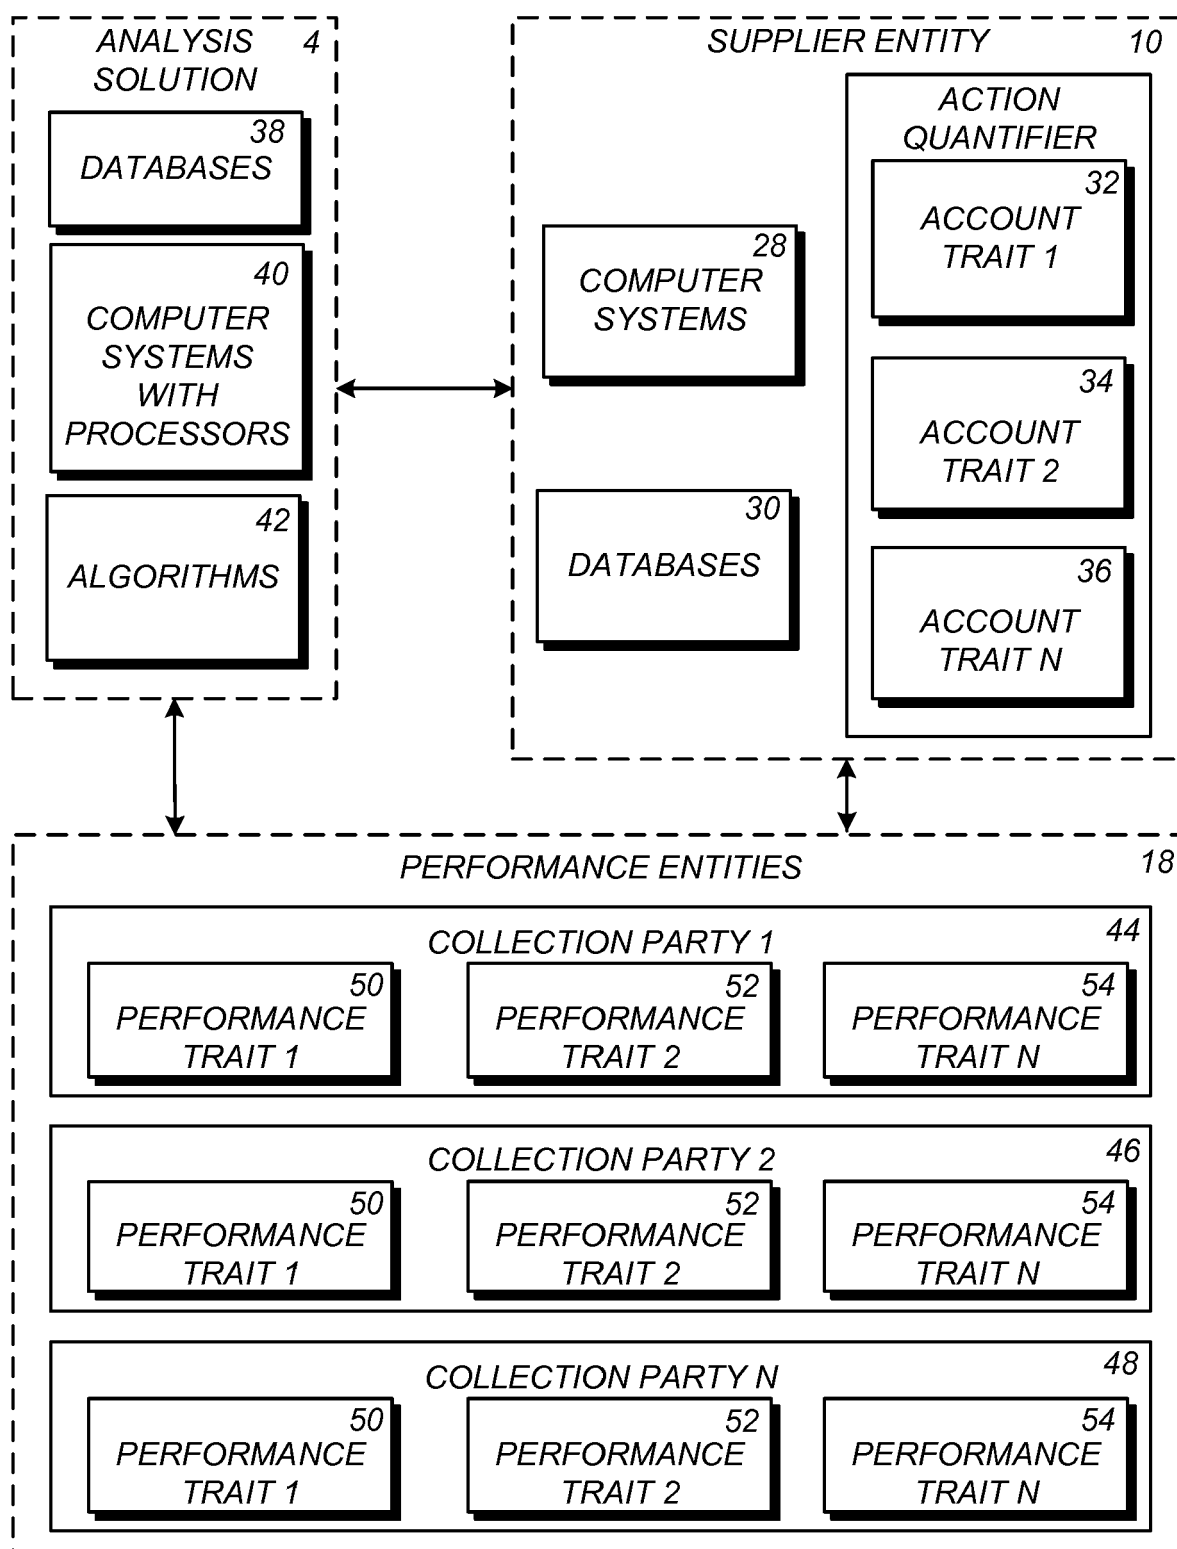 ANALYSIS 4
SOLUTION
38
DATABASES
40
COMPUTER
SYSTEMS
WITH
PROCESSORS
42
ALGORITHMS
SUPPLIER ENTITY 10
28
COMPUTER
SYSTEMS
30
DATABASES
ACTION
QUANTIFIER
32
ACCOUNT
TRAIT 1
34
ACCOUNT
TRAIT 2
36
ACCOUNT
TRAIT N
PERFORMANCE ENTITIES 18
COLLECTION PARTY 1 44
50
PERFORMANCE
TRAIT 1
52
PERFORMANCE
TRAIT 2
54
PERFORMANCE
TRAIT N
COLLECTION PARTY 2 46
50
PERFORMANCE
TRAIT 1
52
PERFORMANCE
TRAIT 2
54
PERFORMANCE
TRAIT N
COLLECTION PARTY N 48
50
PERFORMANCE
TRAIT 1
52
PERFORMANCE
TRAIT 2
54
PERFORMANCE
TRAIT N